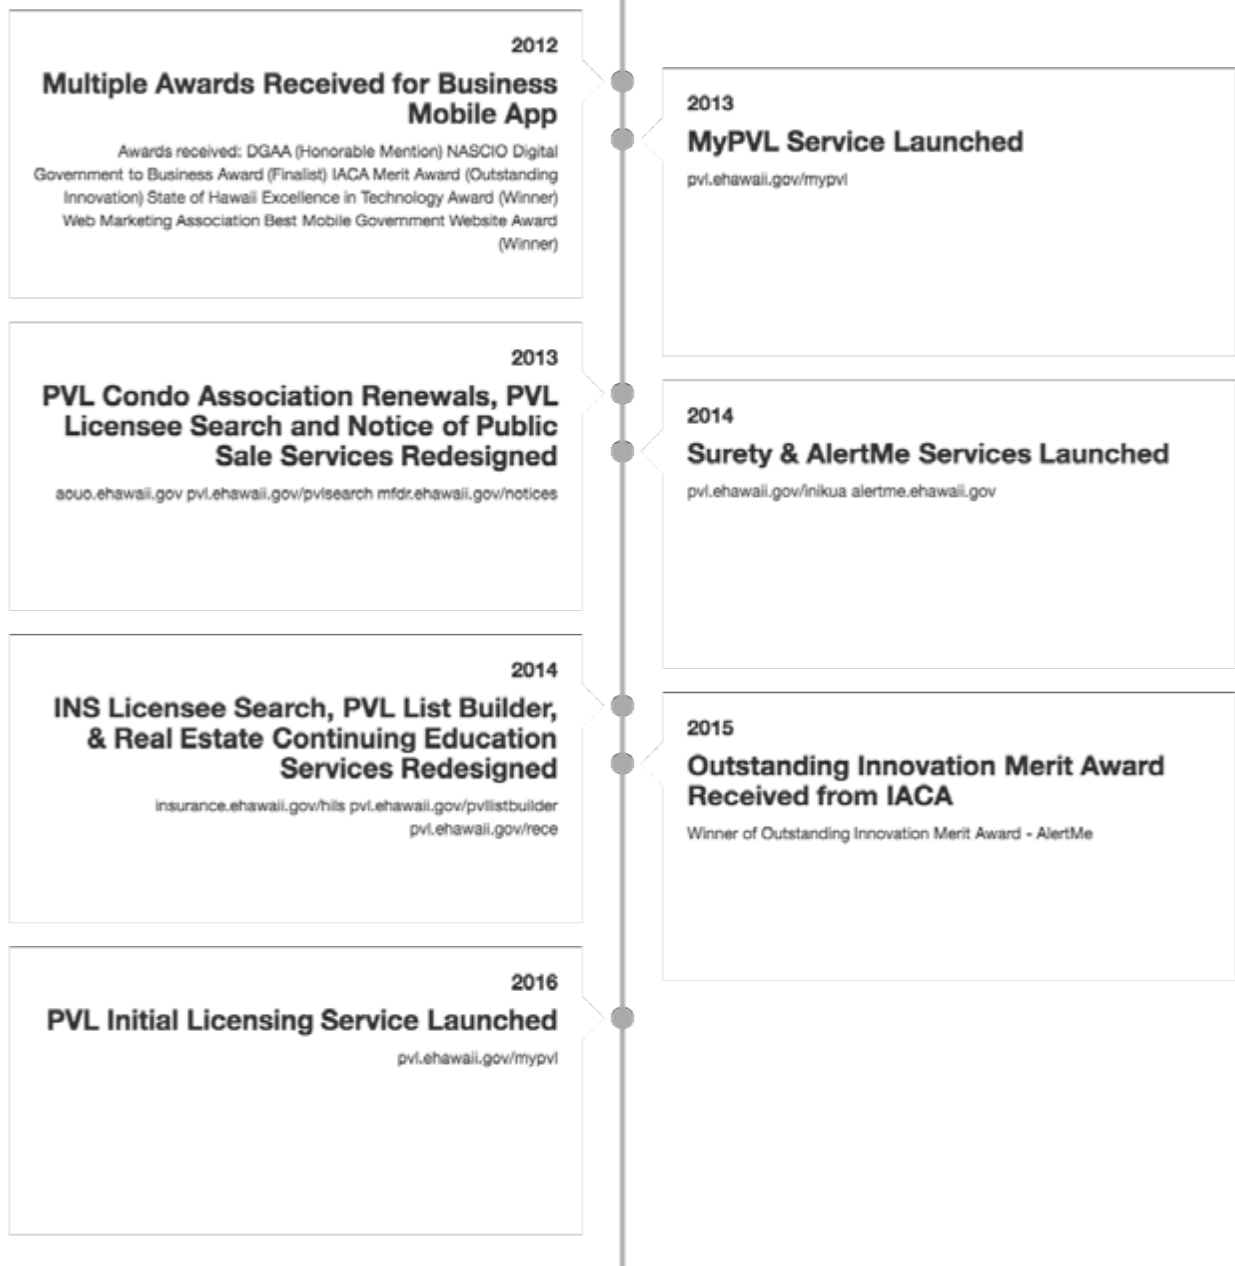 2012
Multiple Awards Received for Business
Mobile App
Awards received: DGAA (Honorable Mention) NASCIO Digital
Government to Business Award (Finalist) IACA Merit Award (Outstanding
Innovation) State of Hawaii Excellence in Technology Award (Winner)
Web Marketing Association Best Mobile Government Website Award
(Winner)
2013
MyPVL Service Launched
pvl.ehawaii.gov/mypvl
2013
PVL Condo Association Renewals, PVL
Licensee Search and Notice of Public
Sale Services Redesigned
aouo.ehawaii.gov pvl.ehawaii.gov/pvlsearch mfdr.ehawaii.gov/notices
2014
Surety & AlertMe Services Launched
pvl.ehawaii.gov/inikua alertme.ehawaii.gov
2014
INS Licensee Search, PVL List Builder,
& Real Estate Continuing Education
Services Redesigned
insurance.ehawaii.gov/hils pvl.ehawaii.gov/pvllistbuilder
pvl.ehawaii.gov/rece
2015
Outstanding Innovation Merit Award
Received from IACA
Winner of Outstanding Innovation Merit Award - AlertMe
2016
PVL Initial Licensing Service Launched
pvl.ehawaii.gov/mypvl